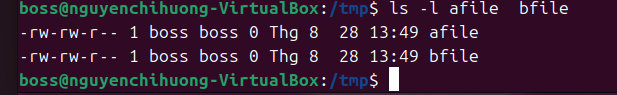 boss@nguyenchihuong-VirtualBox:/tmp$ ls -l afile  bfile
-rw-rw-r-- 1 boss boss 0 Thg 8  28 13:49 afile
-rw-rw-r-- 1 boss boss 0 Thg 8  28 13:49 bfile
boss@nguyenchihuong-VirtualBox:/tmp$